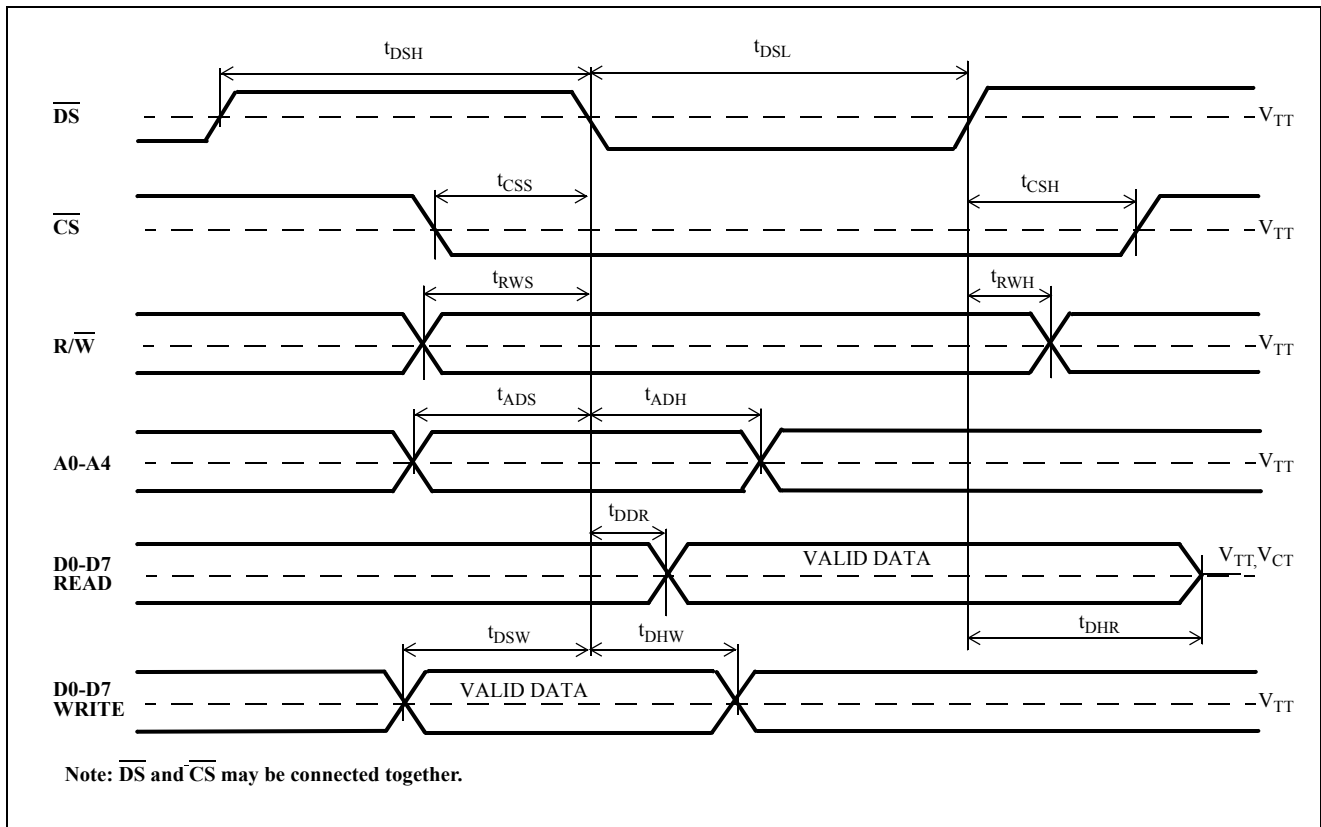 tDSH
tDSL
DS
VTT
tCSS
tCSH
CS
VTT
tRWS
tRWH
R/W
VTT
tADS
tADH
A0-A4
VTT
tDDR
D0-D7
READ
VALID DATA
VTT,VCT
tDSW
tDHW
tDHR
D0-D7
WRITE
VALID DATA
VTT
Note: DS and CS may be connected together.